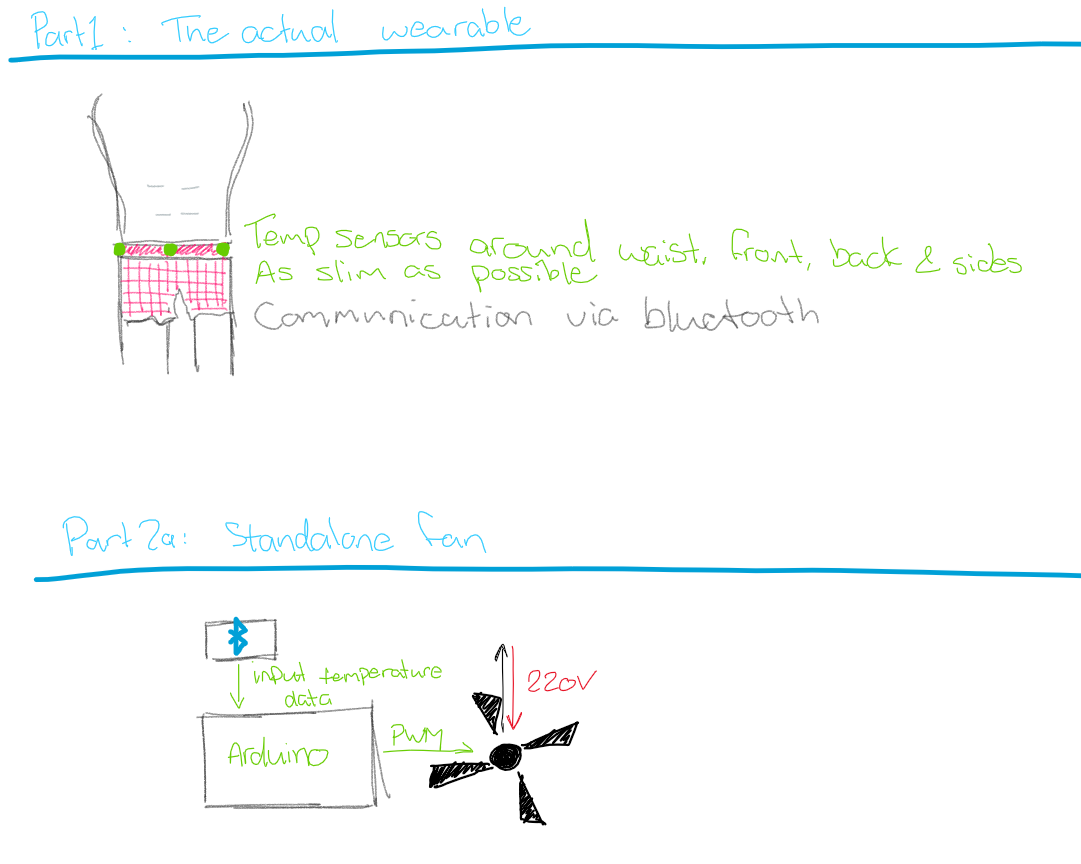 Part1: The actual wearable
Temp sensors around waist, front, back & sides
As slim as possible
Communication via bluetooth
Part 2a: Standalone fan
input temperature
data
220V
PWM
Arduino